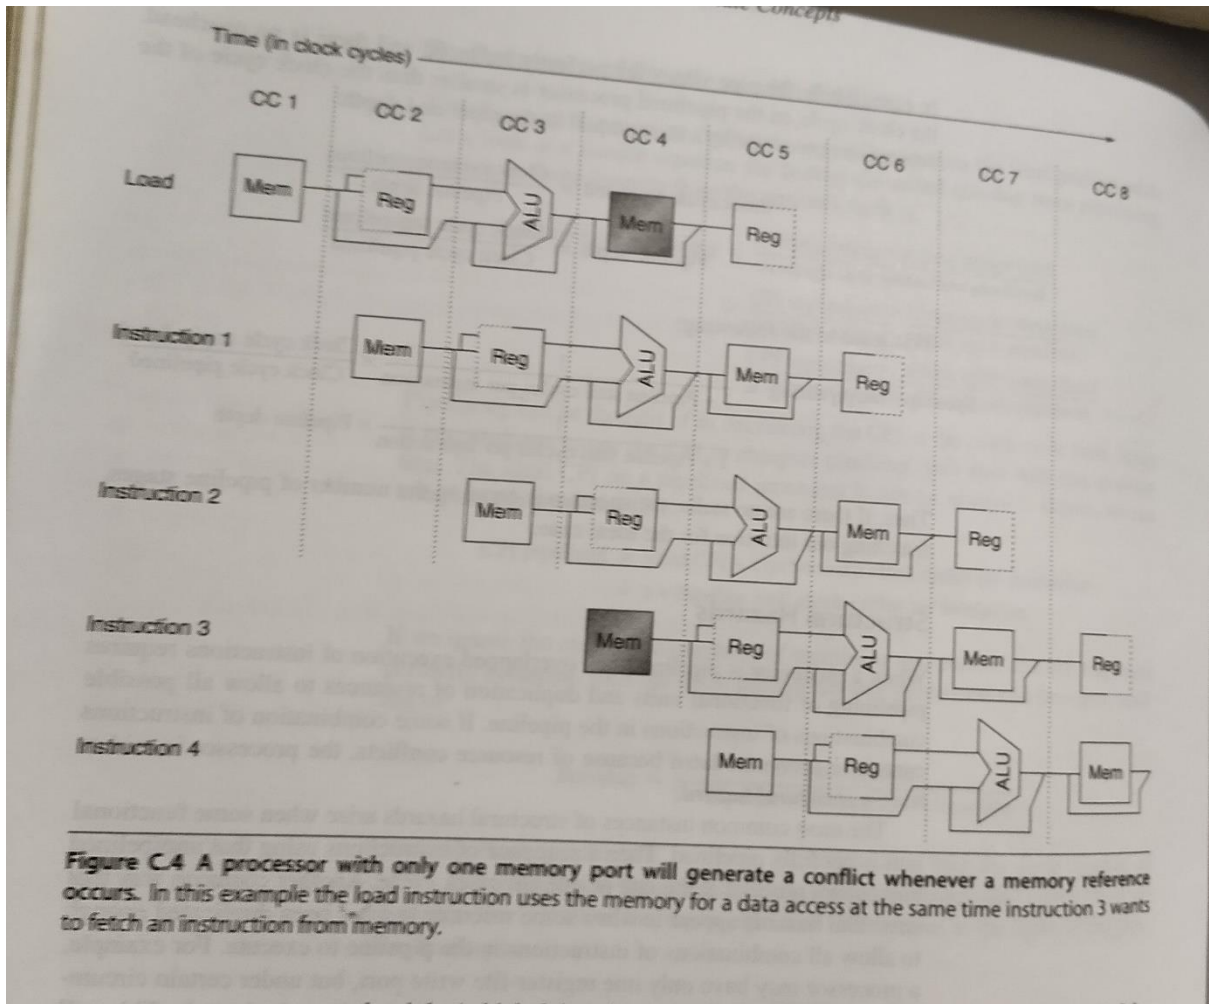 Concepts
Time (in clock cycles)
CC 1 CC 2 CC 3 CC 4 CC 5 CC 6 CC 7 CC 8
Load Mem Reg ALU Mem Reg
Instruction 1 Mem Reg ALU Mem Reg
Instruction 2 Mem Reg ALU Mem Reg
Instruction 3 Mem Reg ALU Mem Reg
Instruction 4 Mem Reg ALU Mem
Figure C.4 A processor with only one memory port will generate a conflict whenever a memory reference
occurs. In this example the load instruction uses the memory for a data access at the same time instruction 3 wants
to fetch an instruction from memory.